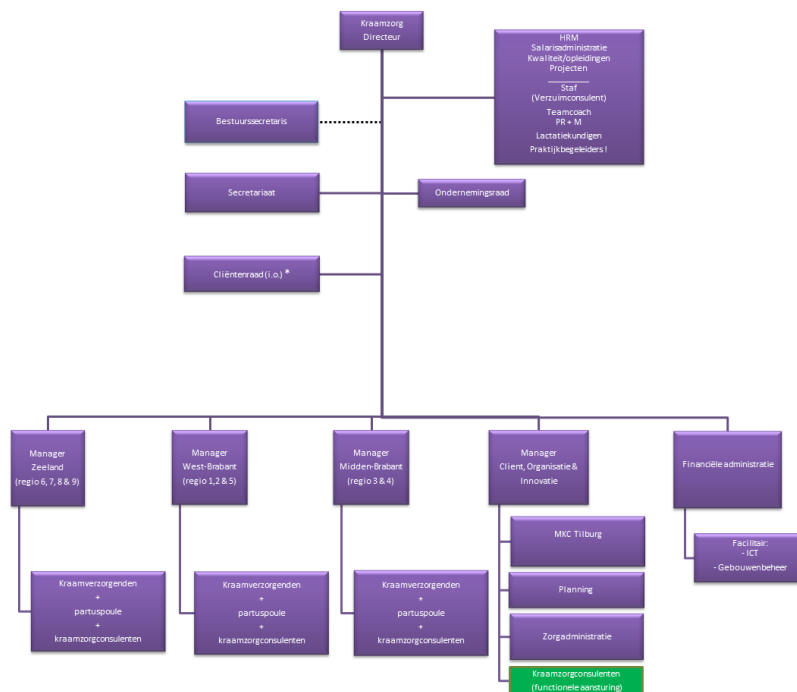 Kraamzorg
Directeur
HRM
Salarisadministratie
Kwaliteit/opleidingen
Projecten
Staf
(Verzuimconsulent)
Teamcoach
PR + M
Lactatiekundigen
Praktijkbegeleiders !
Bestuurssecretaris
Secretariaat
Ondernemingsraad
Cliëntenraad (i.o.) *
Manager
Zeeland
(regio 6, 7, 8 & 9)
Manager
West-Brabant
(regio 1,2 & 5)
Manager
Midden-Brabant
(regio 3 & 4)
Manager
Client, Organisatie &
Innovatie
Financiële administratie
MKC Tilburg
Facilitair:
- ICT
- Gebouwenbeheer
Kraamverzorgenden
+
partuspoule
+
kraamzorgconsulenten
Kraamverzorgenden
+
partuspoule
+
kraamzorgconsulenten
Kraamverzorgenden
+
partuspoule
+
kraamzorgconsulenten
Planning
Zorgadministratie
Kraamzorgconsulenten
(functionele aansturing)